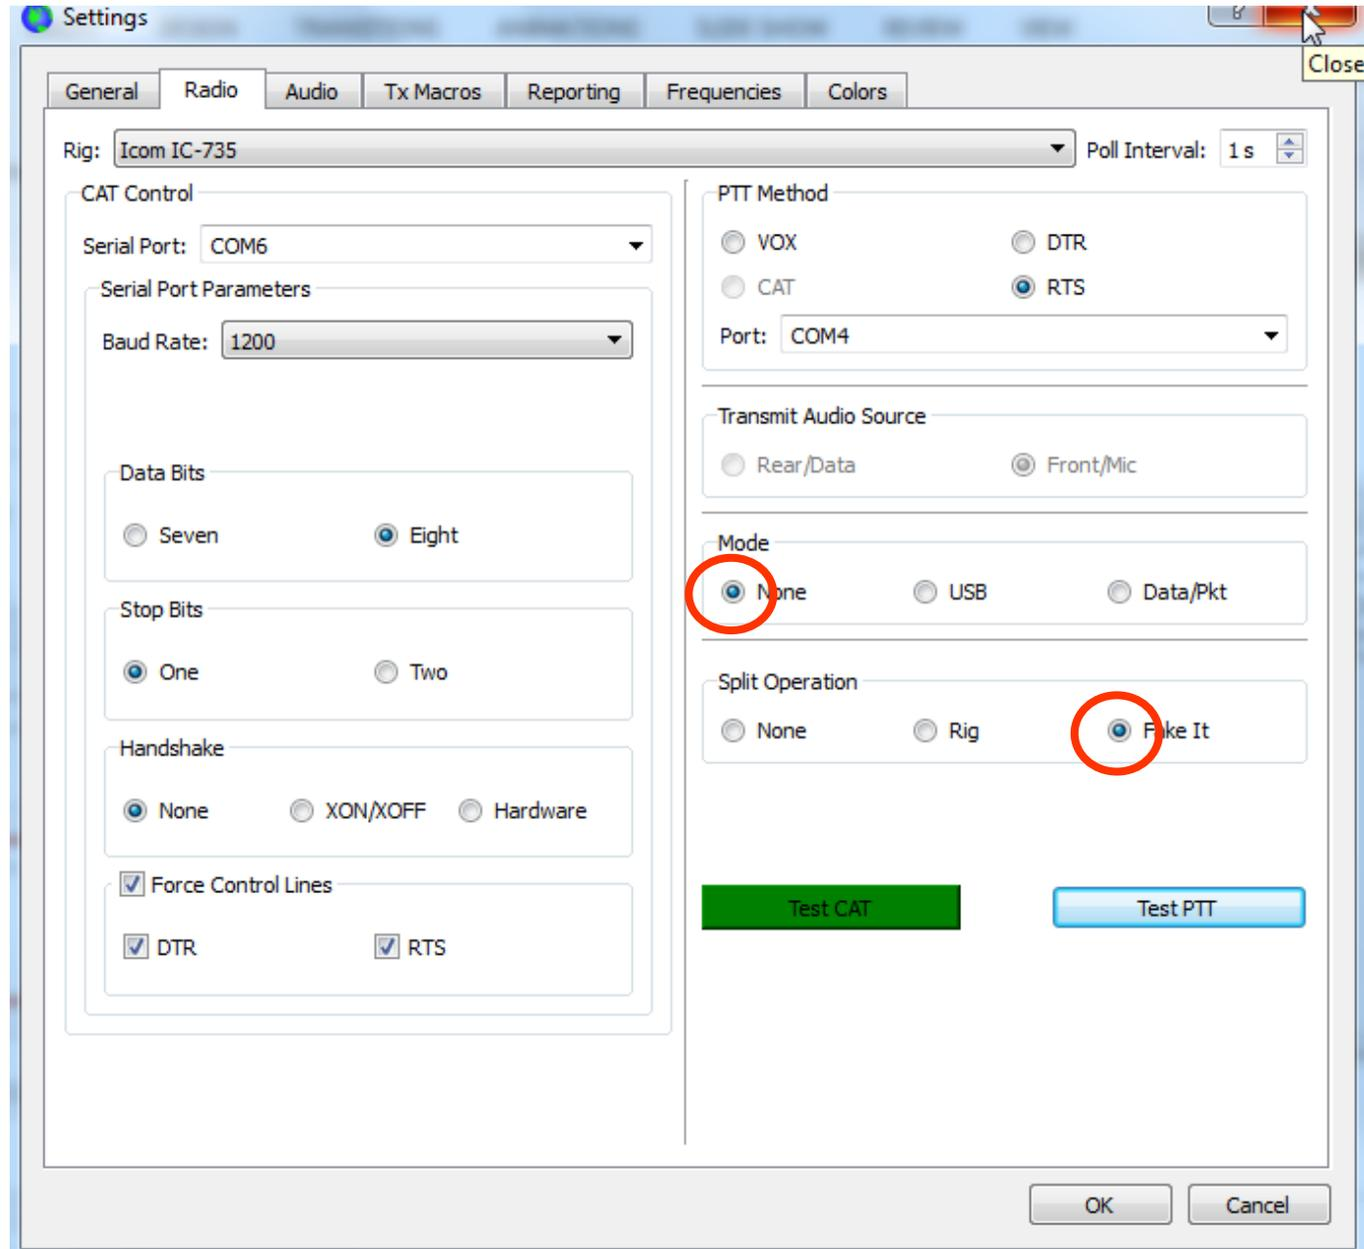 Settings
Close
General Radio Audio Tx Macros Reporting Frequencies Colors
Rig: Icom IC-735 Poll Interval: 1 s
CAT Control
Serial Port: COM6
Serial Port Parameters
Baud Rate: 1200
Data Bits
Seven Eight
Stop Bits
One Two
Handshake
None XON/XOFF Hardware
Force Control Lines
DTR RTS
PTT Method
VOX DTR
CAT RTS
Port: COM4
Transmit Audio Source
Rear/Data Front/Mic
Mode
None USB Data/Pkt
Split Operation
None Rig Fake It
Test CAT Test PTT
OK Cancel